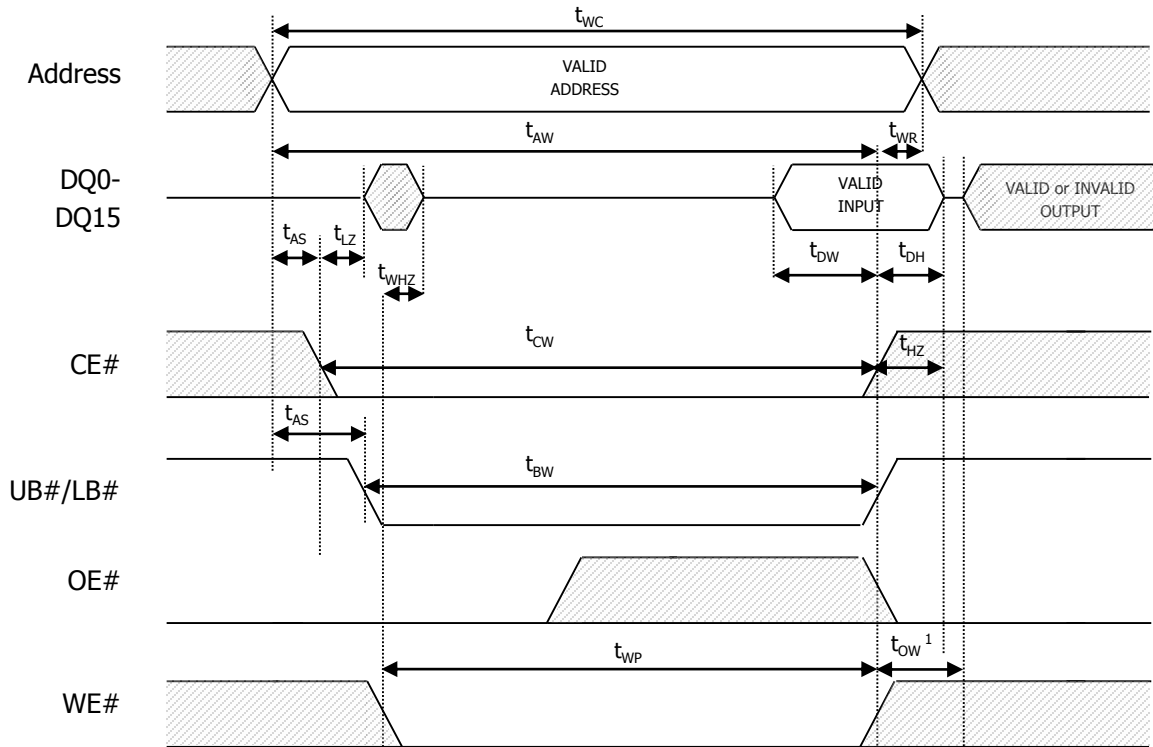 tWC
Address
VALID
ADDRESS
tAW
tWR
DQ0-
DQ15
VALID
INPUT
VALID or INVALID
OUTPUT
tAS
tLZ
tDW
tDH
tWHZ
CE#
tCW
tHZ
tAS
UB#/LB#
tBW
OE#
tWP
tOW 1
WE#